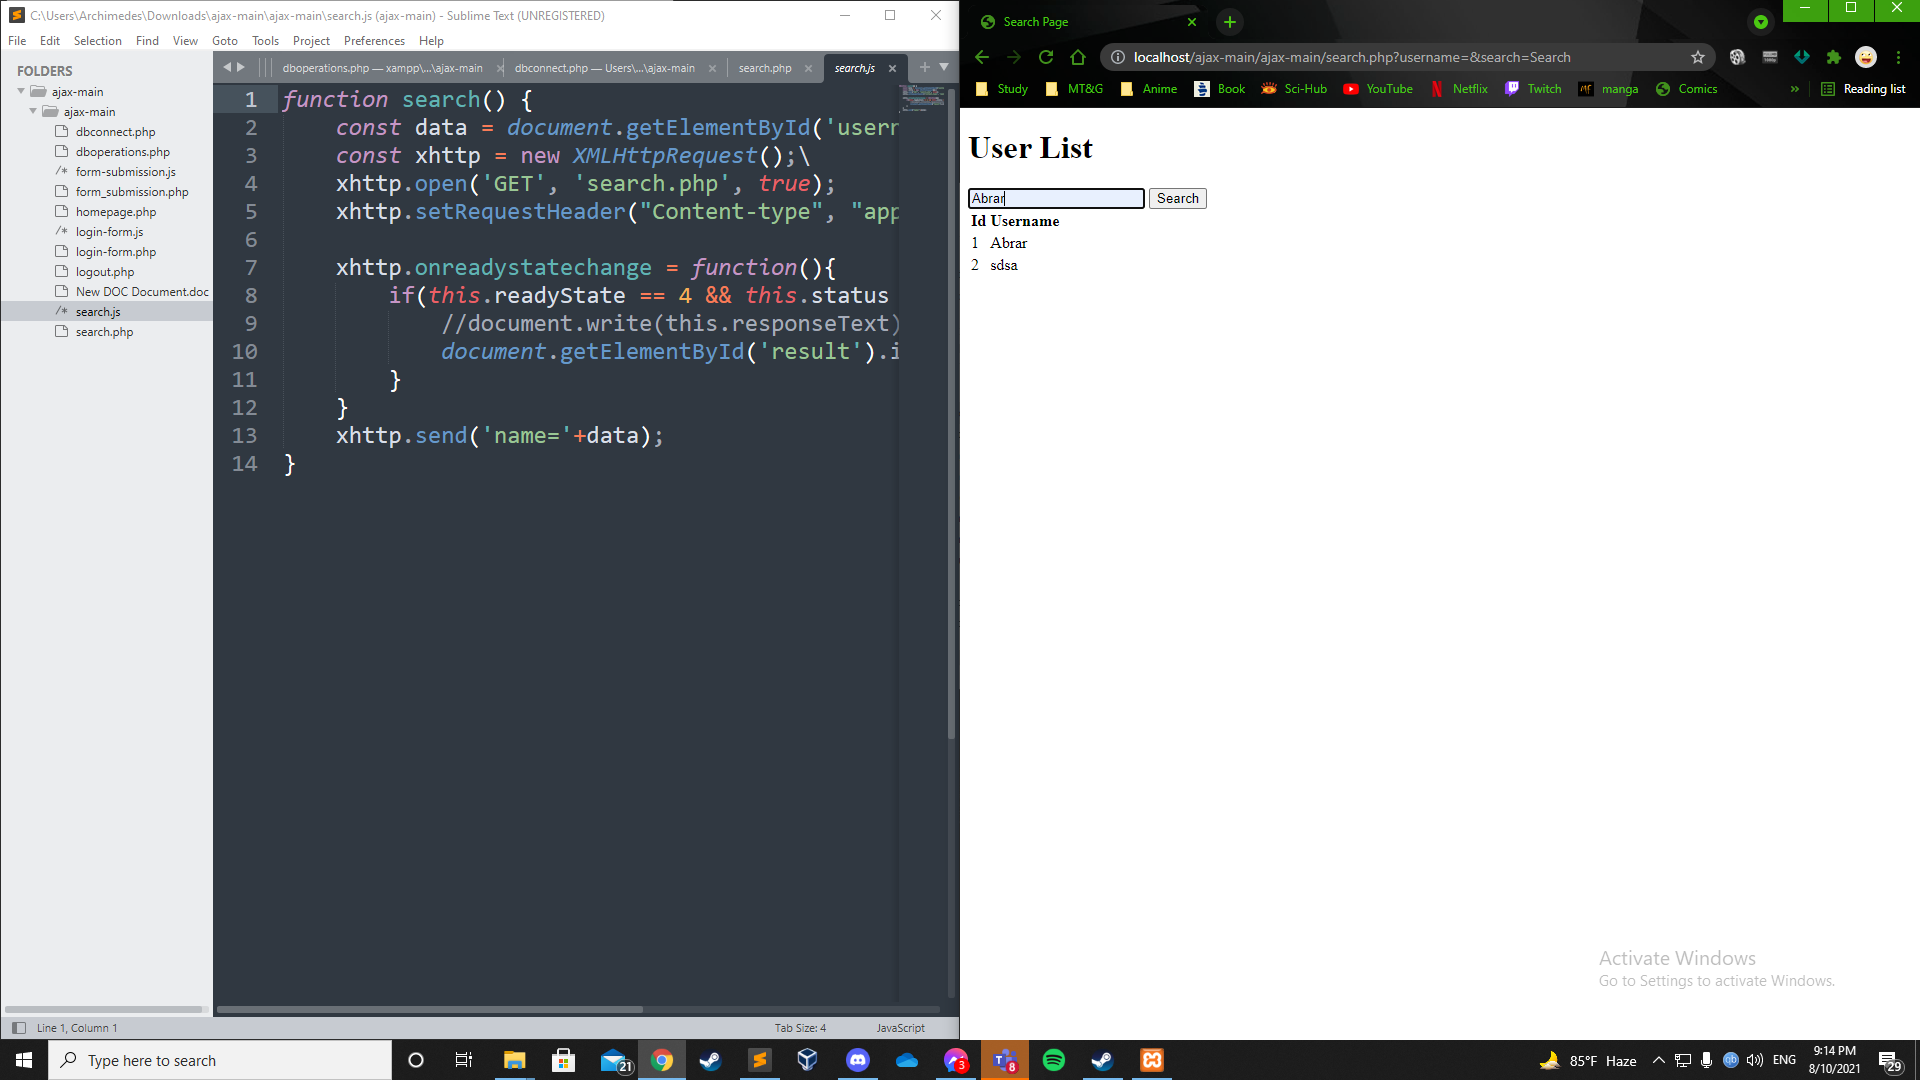 C:\Users\Archimedes\Downloads\ajax-main\ajax-main\search.js (ajax-main) - Sublime Text (UNREGISTERED)
File Edit Selection Find View Goto Tools Project Preferences Help
FOLDERS
ajax-main
ajax-main
dbconnect.php
dboperations.php
/* form-submission.js
form_submission.php
homepage.php
/* login-form.js
login-form.php
logout.php
New DOC Document.doc
/* search.js
search.php
dboperations.php — xampp\...\ajax-main dbconnect.php — Users\...\ajax-main search.php search.js
1 function search() {
2 const data = document.getElementById('usern
3 const xhttp = new XMLHttpRequest();\
4 xhttp.open('GET', 'search.php', true);
5 xhttp.setRequestHeader("Content-type", "app
6
7 xhttp.onreadystatechange = function(){
8 if(this.readyState == 4 && this.status
9 //document.write(this.responseText)
10 document.getElementById('result').i
11 }
12 }
13 xhttp.send('name='+data);
14 }
Line 1, Column 1 Tab Size: 4 JavaScript
Search Page
localhost/ajax-main/ajax-main/search.php?username=&search=Search
Study MT&G Anime Book Sci-Hub YouTube Netflix Twitch manga Comics » Reading list
User List
Abrar Search
Id Username
1 Abrar
2 sdsa
Activate Windows
Go to Settings to activate Windows.
Type here to search
21
3
8
85°F Haze
ENG
9:14 PM
8/10/2021
29